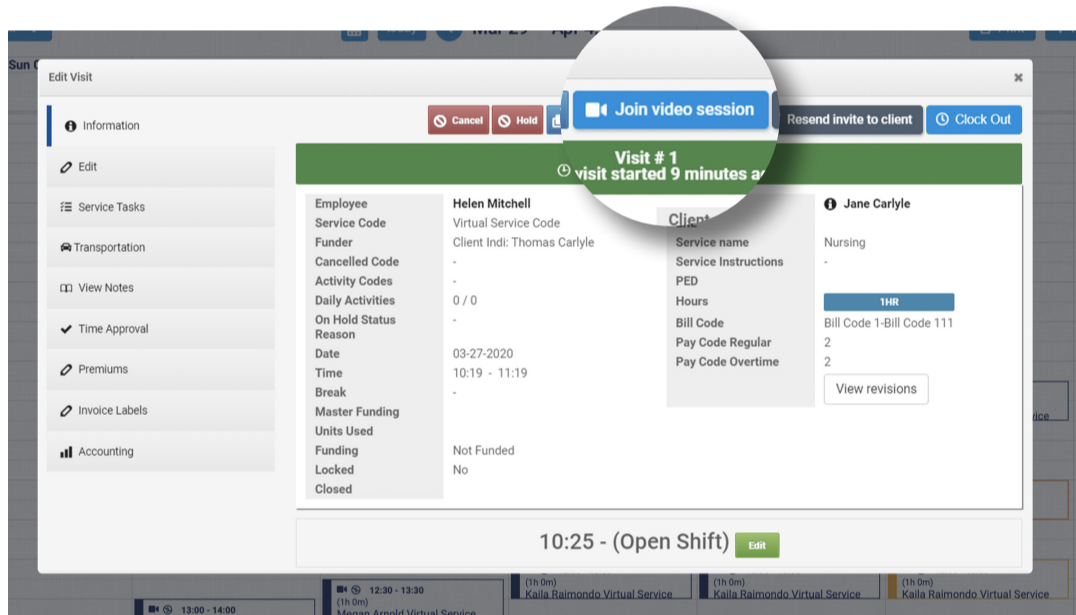 Mar 29
Sun
Edit Visit
×
Information
Cancel
Hold
Join video session
Resend invite to client
Clock Out
Edit
Visit # 1
visit started 9 minutes
Service Tasks
Employee
Helen Mitchell
Client
Jane Carlyle
Service Code
Virtual Service Code
Transportation
Funder
Client Indi: Thomas Carlyle
Service name
Nursing
Cancelled Code
-
Service Instructions
-
View Notes
Activity Codes
-
PED
Daily Activities
0 / 0
Hours
1HR
Time Approval
On Hold Status Reason
-
Bill Code
Bill Code 1-Bill Code 111
Pay Code Regular
2
Date
03-27-2020
Pay Code Overtime
2
Premiums
Time
10:19 - 11:19
View revisions
Break
-
Invoice Labels
Master Funding
Units Used
Accounting
Funding
Not Funded
Locked
No
Closed
10:25 - (Open Shift)
Edit
12:30 - 13:30
(1h 0m)
Megan Arnold Virtual Service
(1h 0m)
Kaila Raimondo Virtual Service
(1h 0m)
Kaila Raimondo Virtual Service
(1h 0m)
Kaila Raimondo Virtual Service
13:00 - 14:00